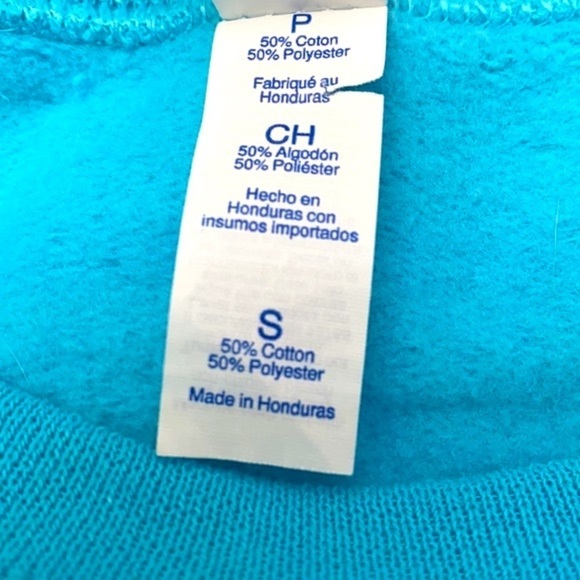 P
50% Coton
50% Polyester
Fabriqué au
Honduras
CH
50% Algodón
50% Poliéster
Hecho en
Honduras con
insumos importados
S
50% Cotton
50% Polyester
Made in Honduras